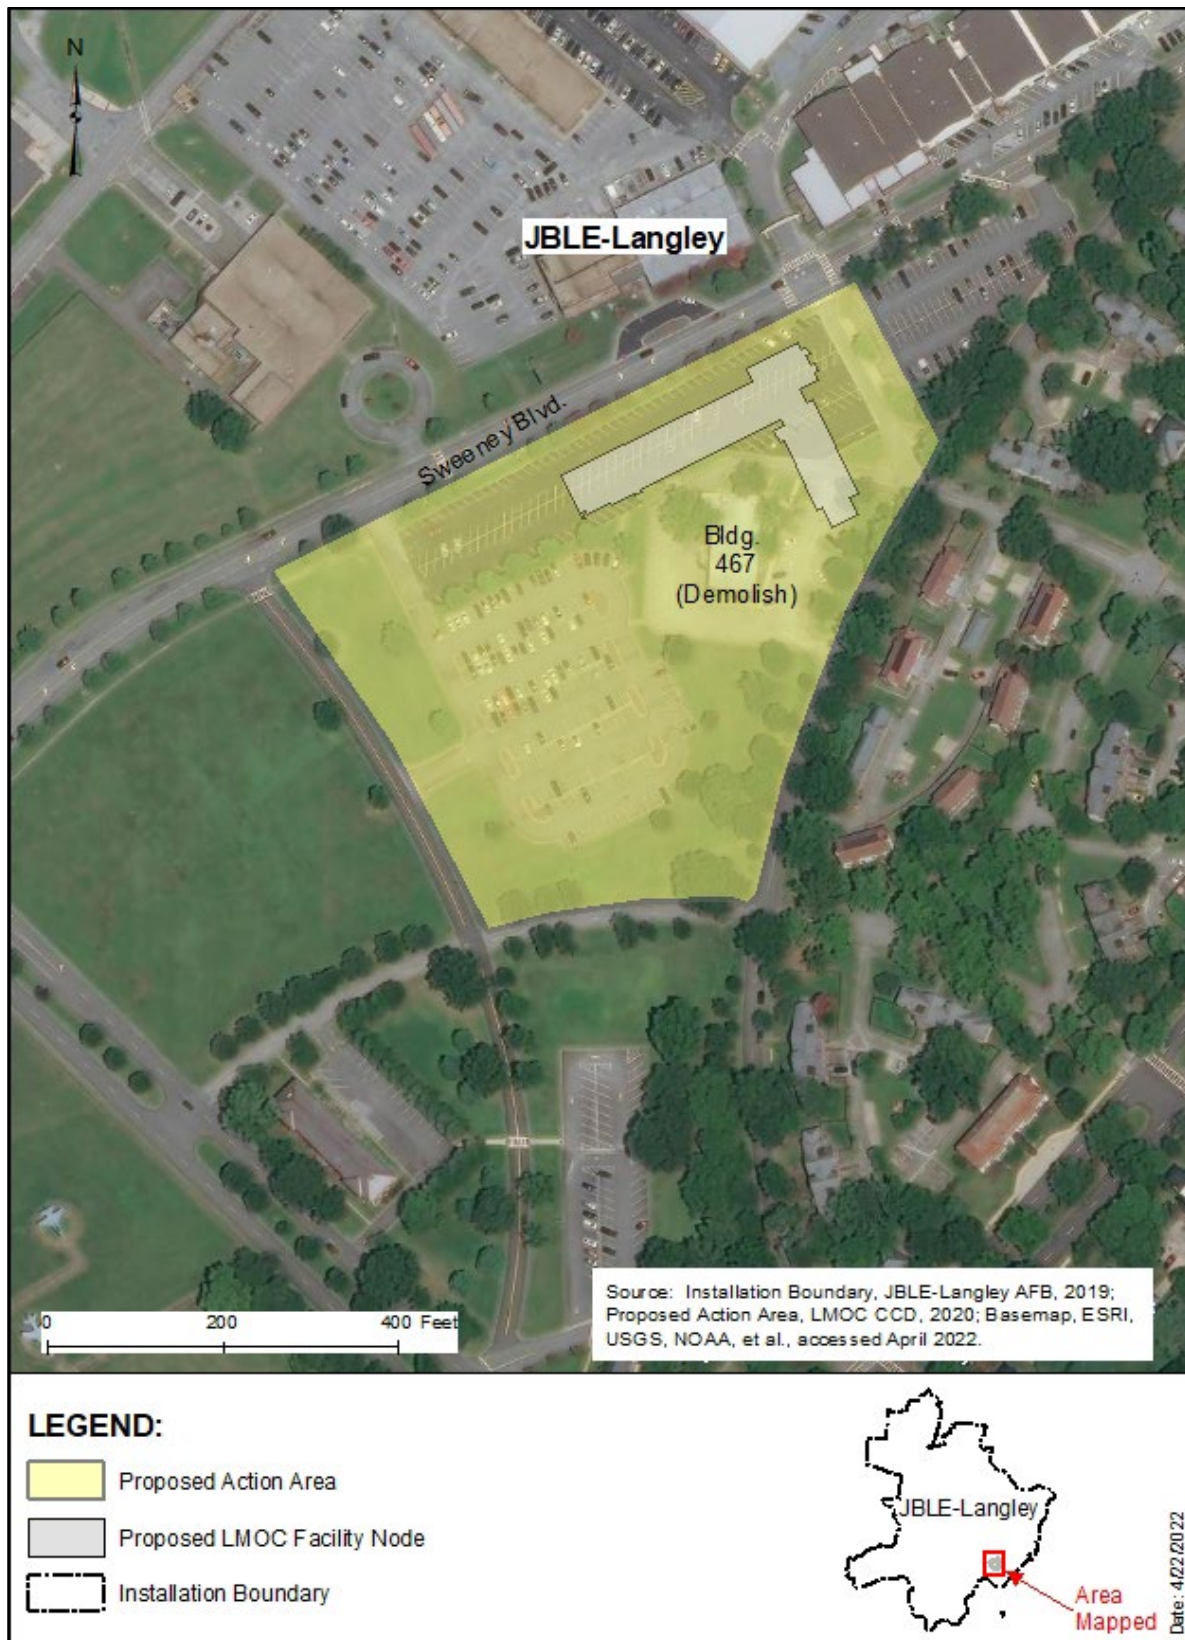 N
JBLE-Langley
Sweeney Blvd.
Bldg.
467
(Demolish)
Source: Installation Boundary, JBLE-Langley AFB, 2019;
Proposed Action Area, LMOC CCD, 2020; Basemap, ESRI,
USGS, NOAA, et al., accessed April 2022.
0 200 400 Feet
LEGEND:
Proposed Action Area
Proposed LMOC Facility Node
Installation Boundary
JBLE-Langley
Area
Mapped
Date: 4/22/2022